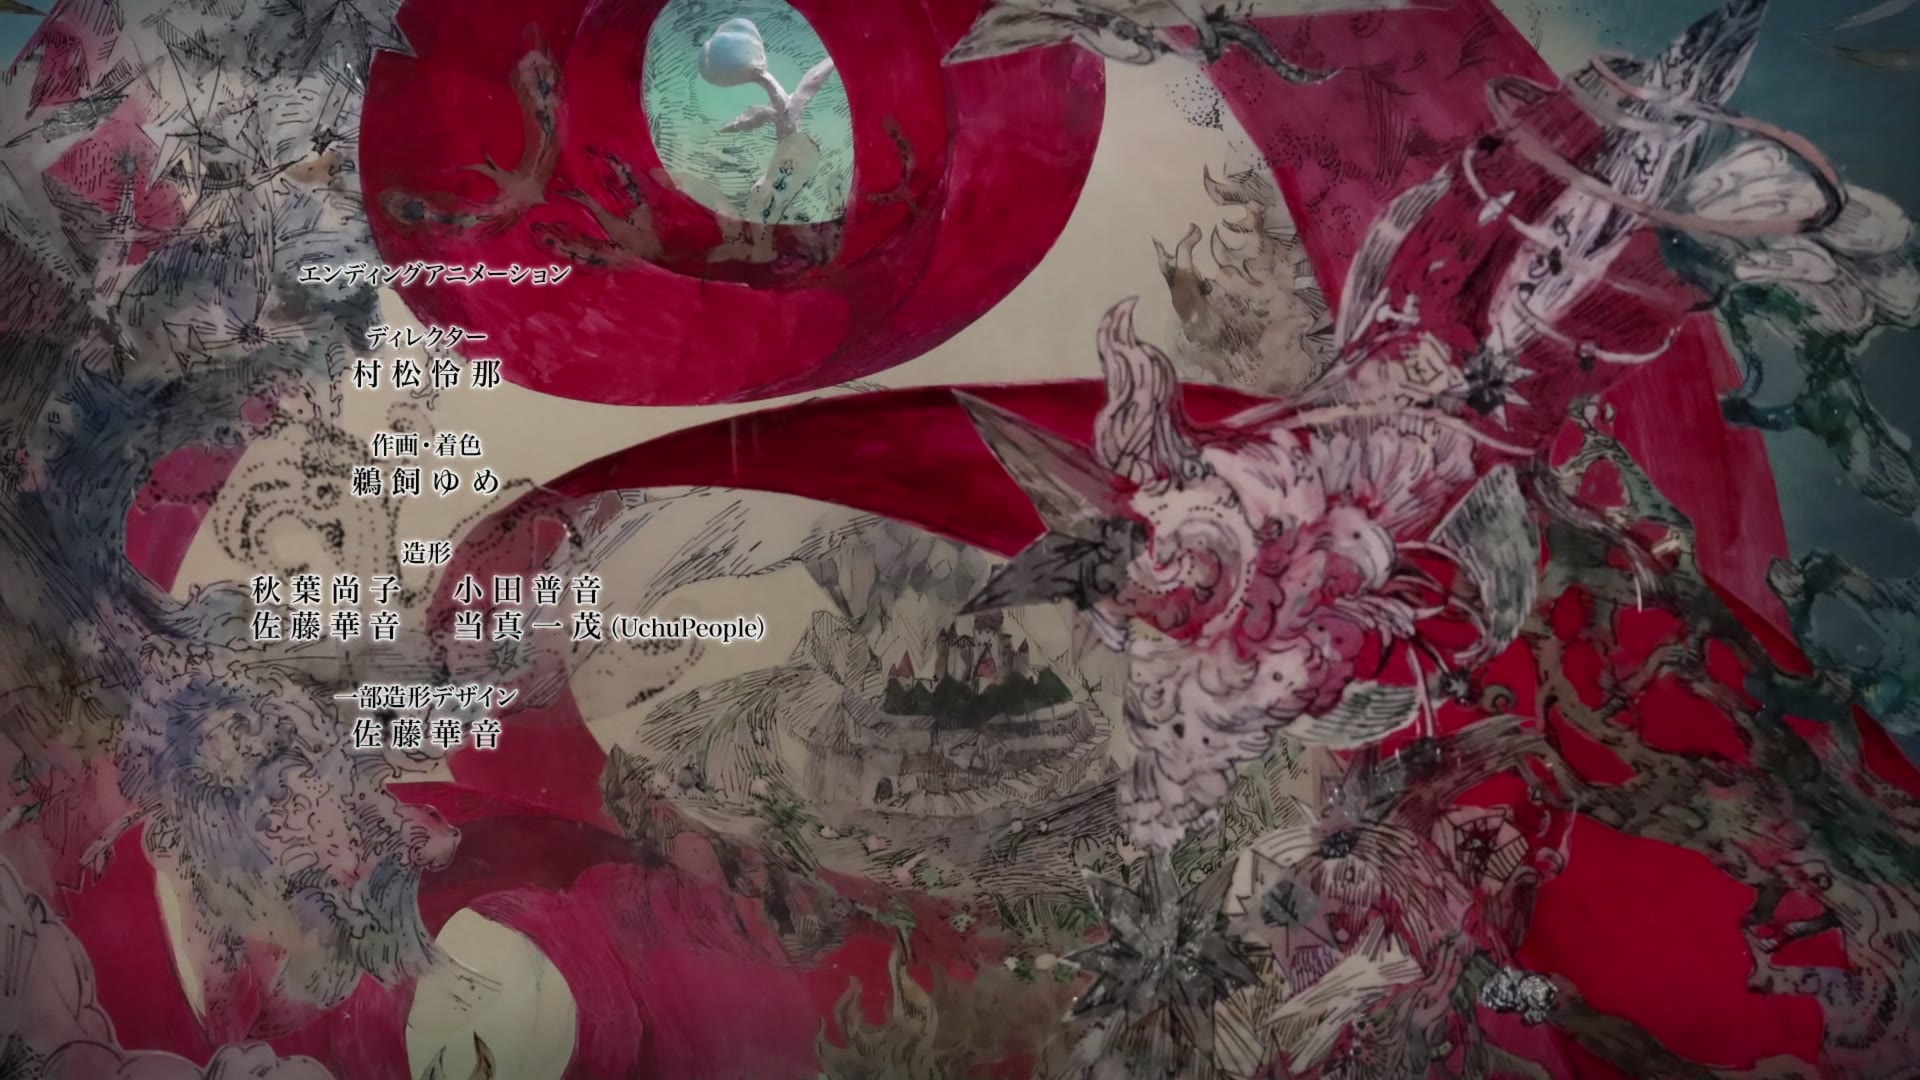 エンディングアニメーション
ディレクター
村松怜那
作画・着色
鵜飼ゆめ
造形
秋葉尚子　小田普音
佐藤華音　当真一茂(UchuPeople)
一部造形デザイン
佐藤華音